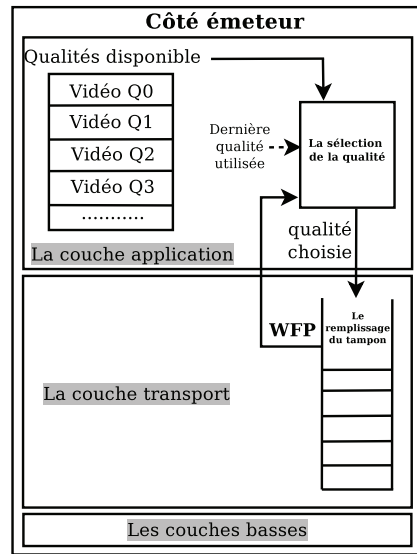 Côté émeteur
Qualités disponible
Vidéo Q0
Vidéo Q1
Vidéo Q2
Vidéo Q3
...........
Dernière
qualité
utilisée
La sélection
de la qualité
qualité
choisie
La couche application
WFP
Le
remplissage
du tampon
La couche transport
Les couches basses